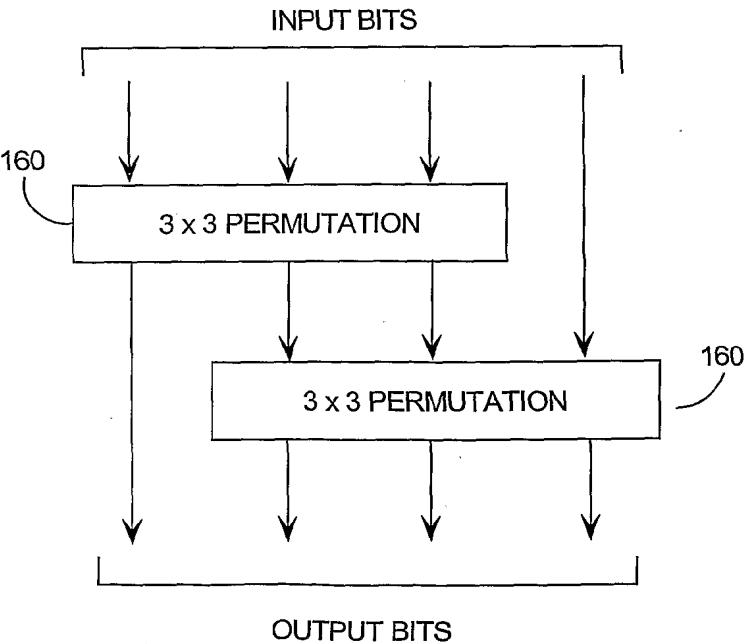 INPUT BITS
160
3 x 3 PERMUTATION
160
3 x 3 PERMUTATION
OUTPUT BITS